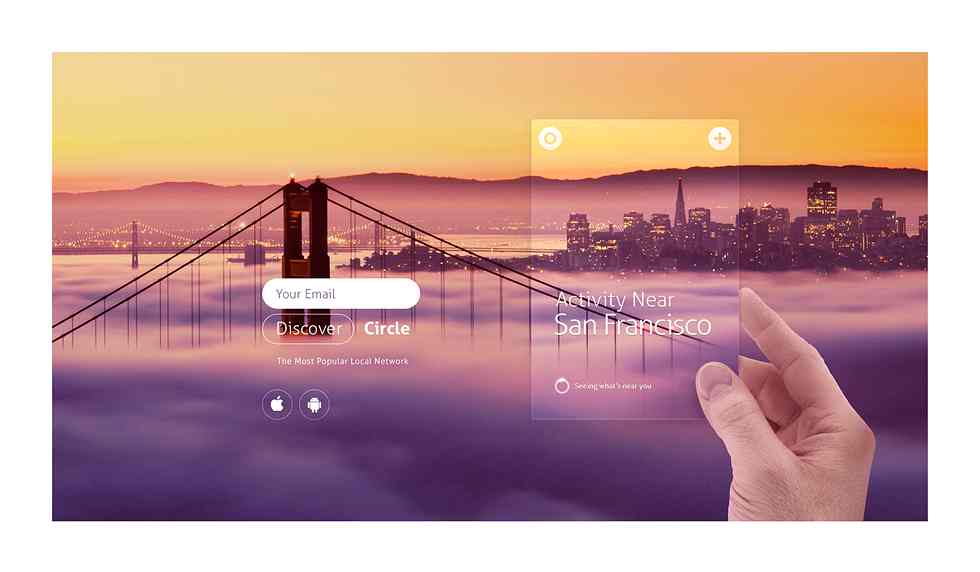 Your Email
Discover Circle
The Most Popular Local Network
Activity Near
San Francisco
Seeing what's near you